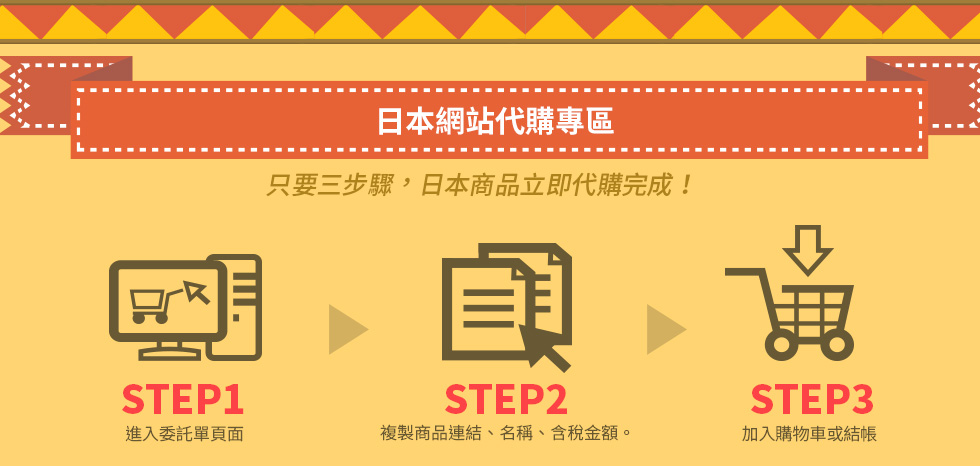 日本網站代購專區
只要三步驟，日本商品立即代購完成！
STEP1
進入委託單頁面
STEP2
複製商品連結、名稱、含稅金額。
STEP3
加入購物車或結帳